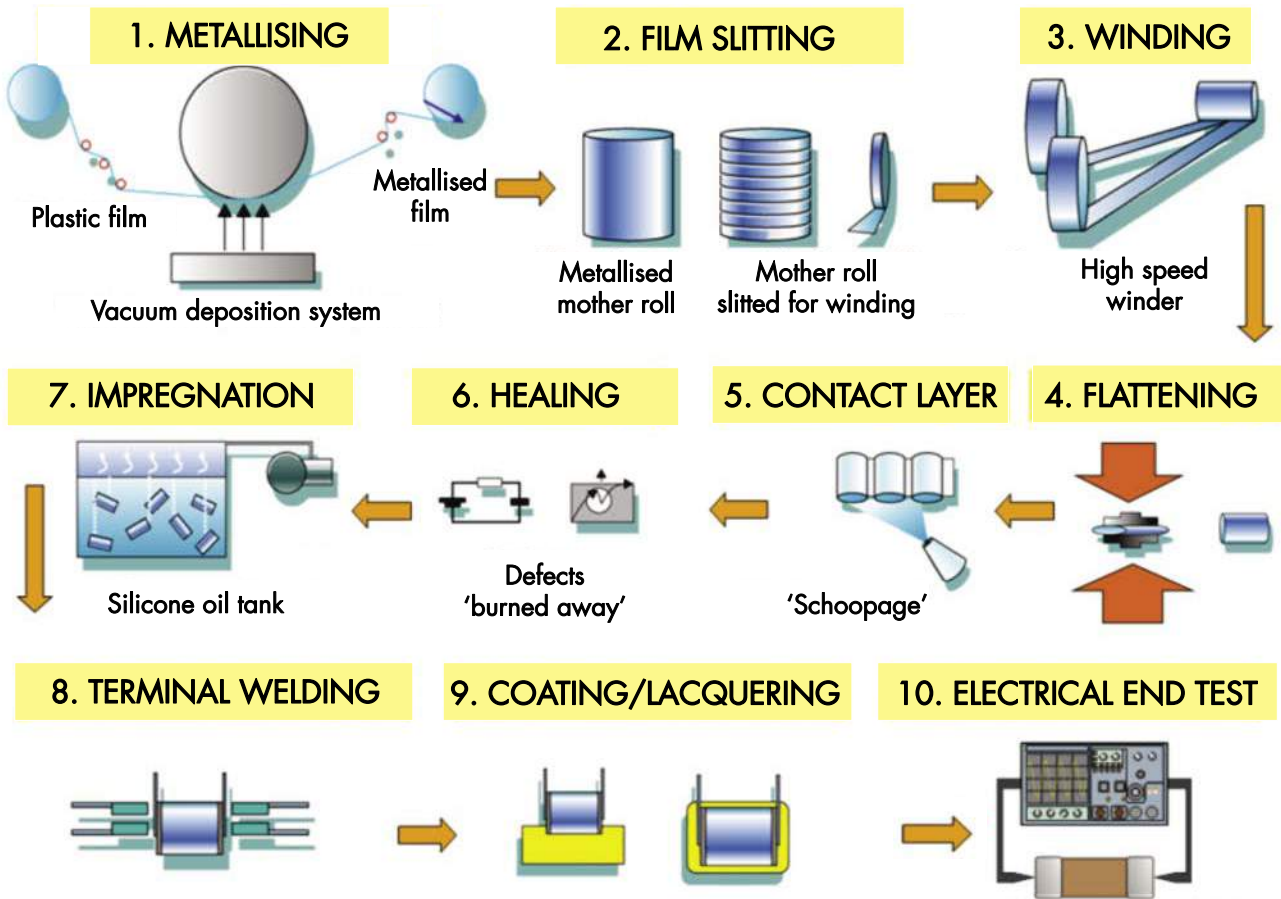 1. METALLISING
Plastic film
Metallised
film
Vacuum deposition system
2. FILM SLITTING
Metallised
mother roll
Mother roll
slitted for winding
3. WINDING
High speed
winder
4. FLATTENING
5. CONTACT LAYER
'Schoopage'
6. HEALING
Defects
'burned away'
7. IMPREGNATION
Silicone oil tank
8. TERMINAL WELDING
9. COATING/LACQUERING
10. ELECTRICAL END TEST